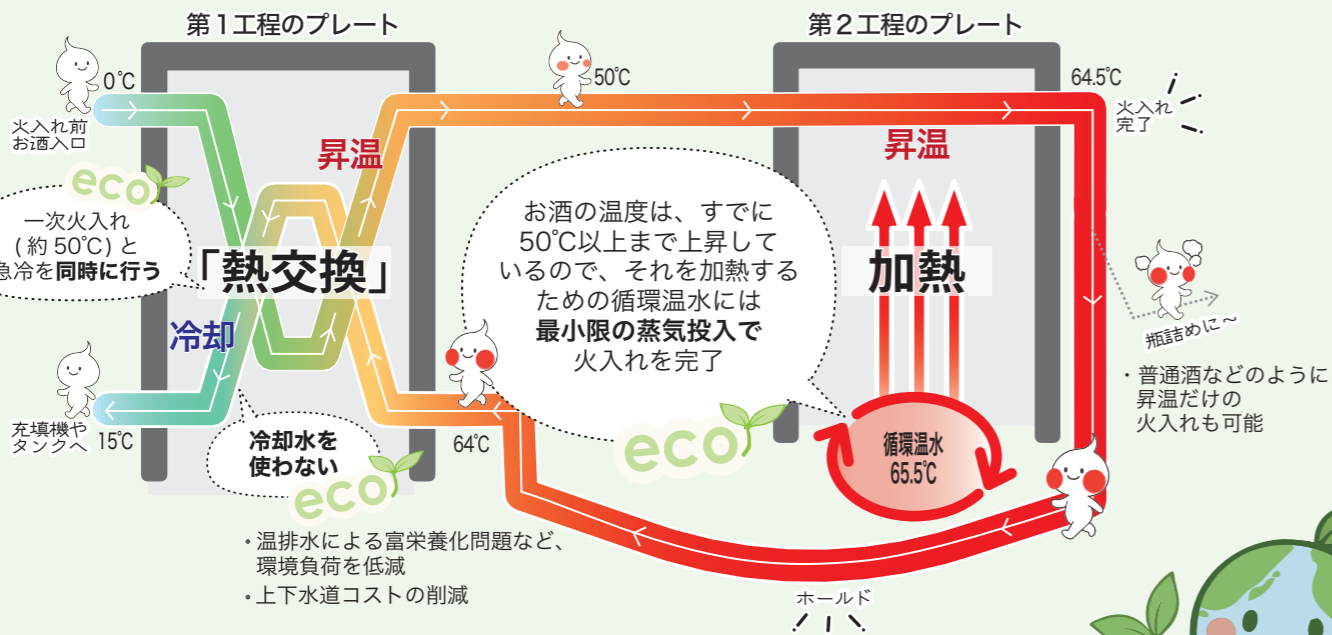 第1工程のプレート
第2工程のプレート
0℃
50℃
64.5℃
火入れ前
お酒入口
火入れ
完了
昇温
昇温
eco
一次火入れ
(約50℃)と
急冷を同時に行う
「熱交換」
お酒の温度は、すでに
50℃以上まで上昇して
いるので、それを加熱する
ための循環温水には
最小限の蒸気投入で
火入れを完了
加熱
冷却
瓶詰めに〜
・普通酒などのように
昇温だけの
火入れも可能
充填機や
タンクへ
15℃
冷却水を
使わない
eco
64℃
eco
循環温水
65.5℃
・温排水による富栄養化問題など、
環境負荷を低減
・上下水道コストの削減
ホールド